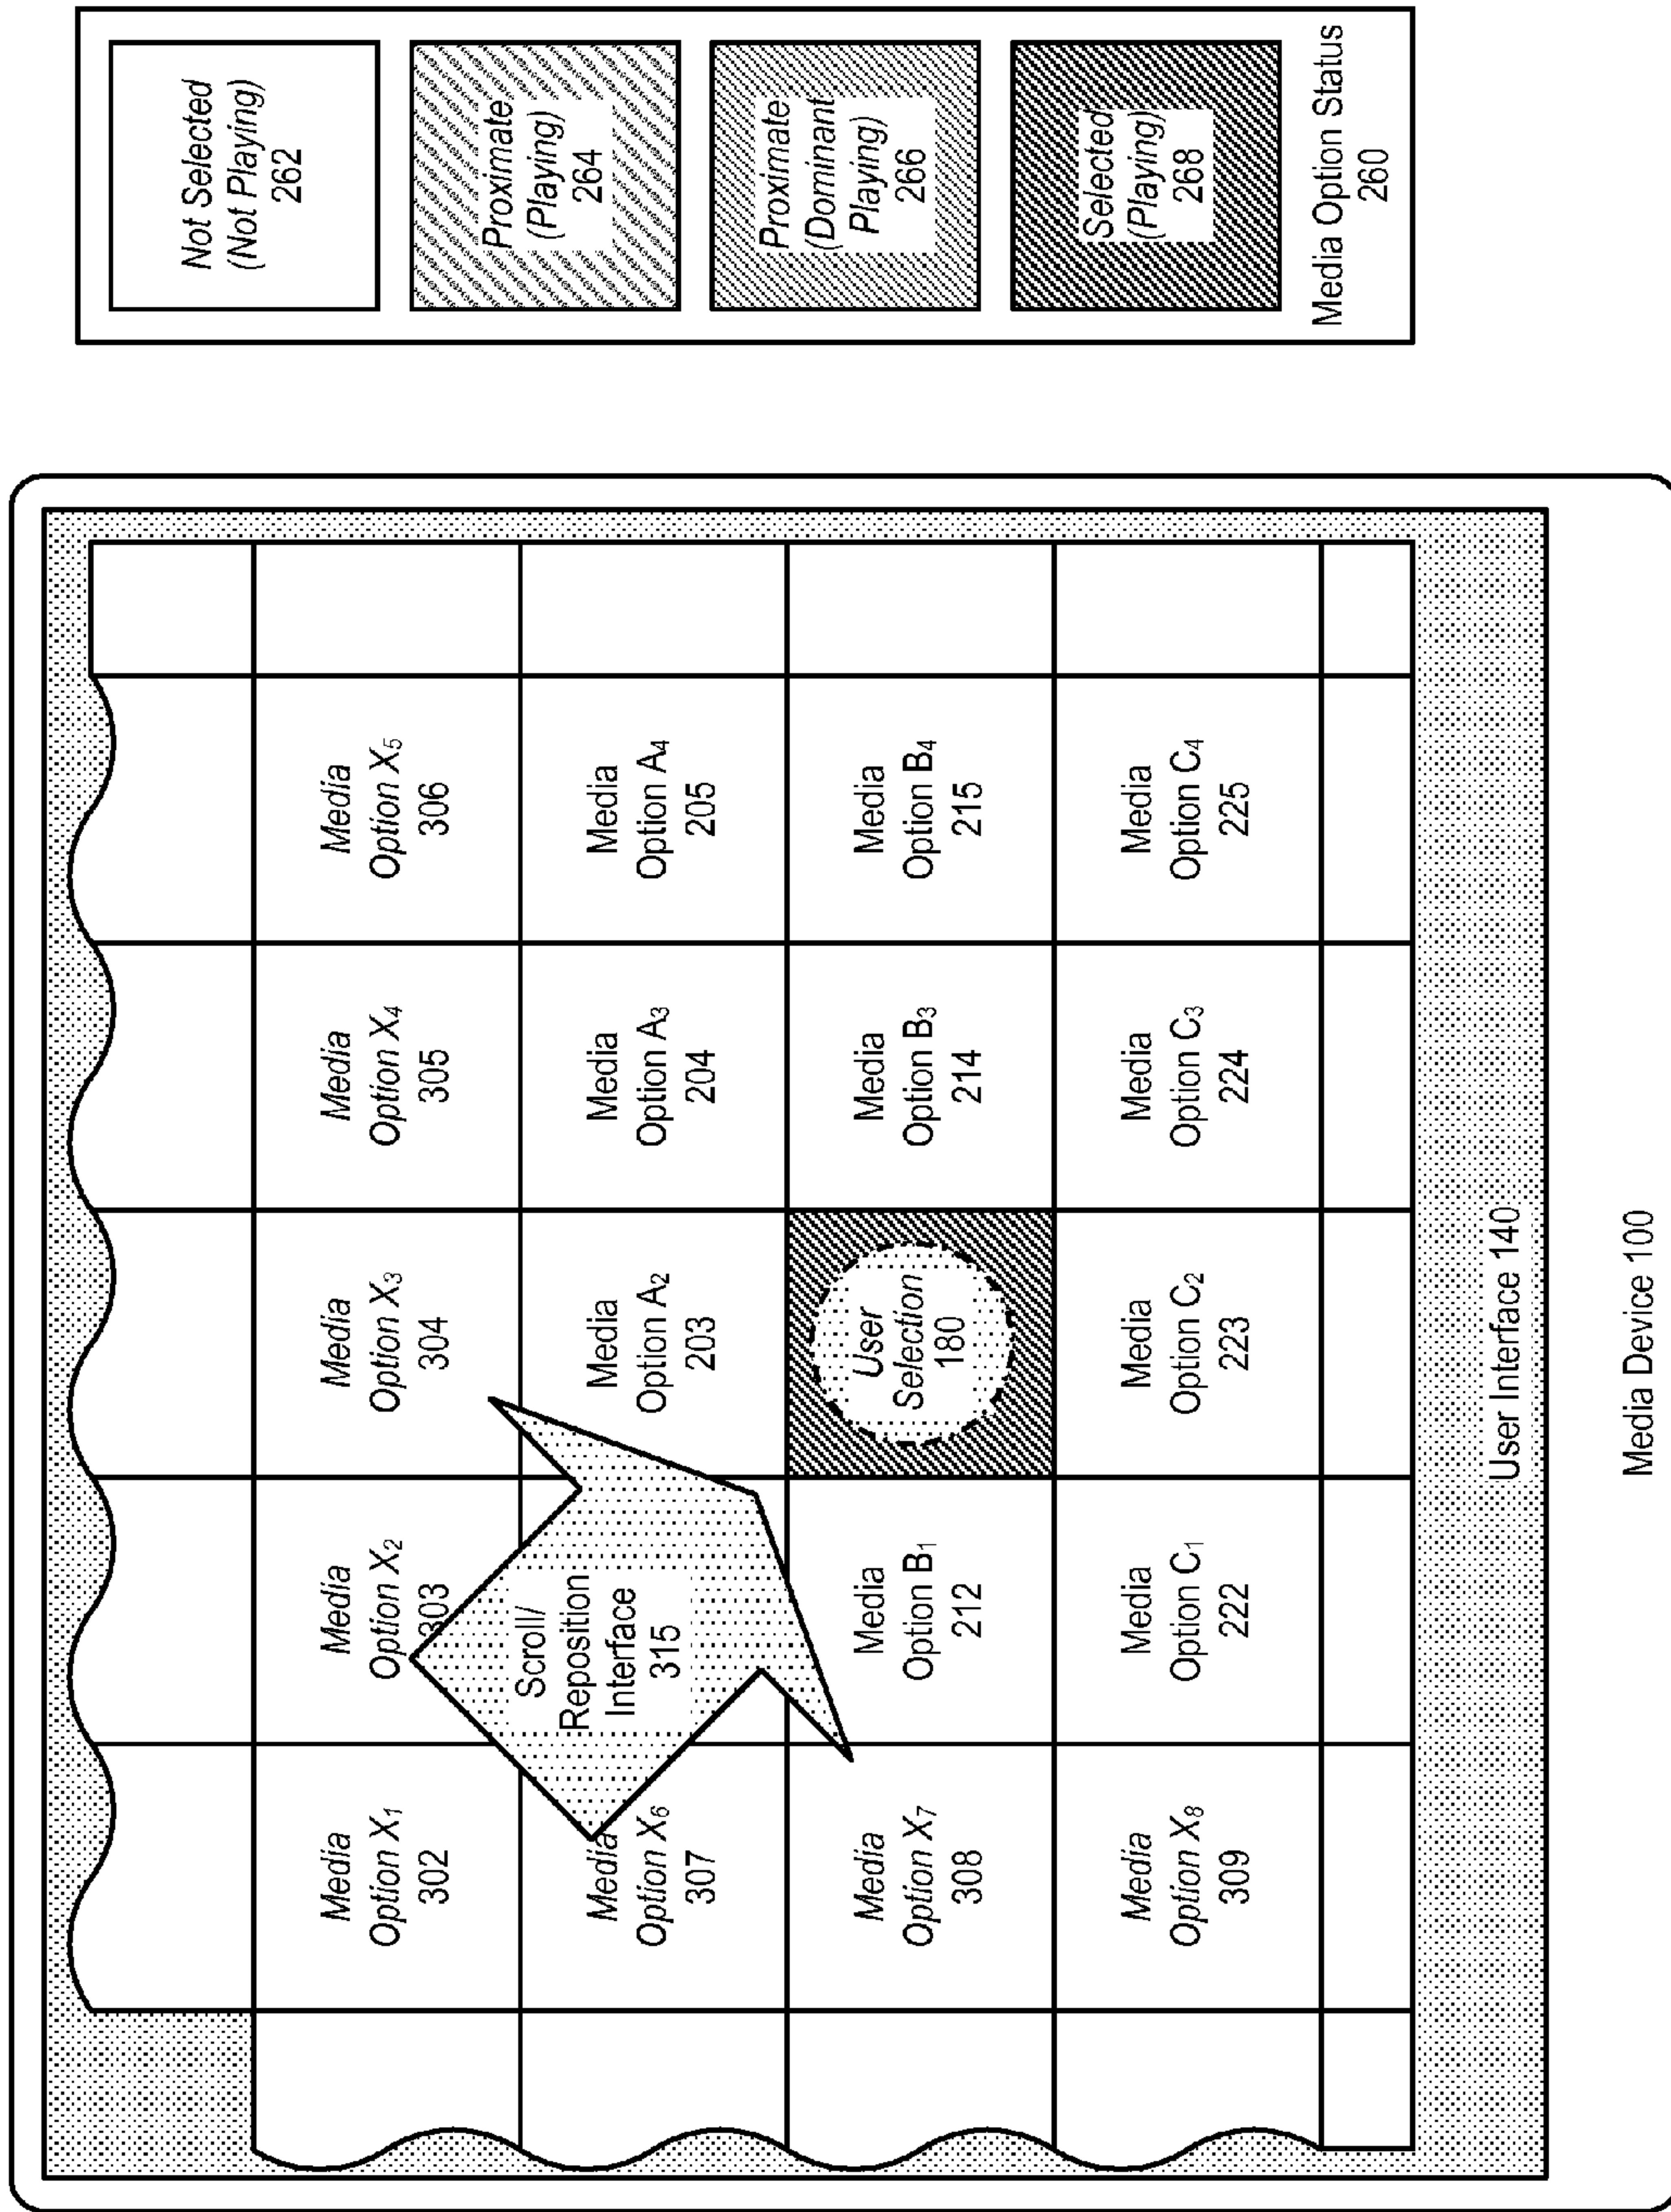 Media
Option X1
302
Media
Option X2
303
Media
Option X3
304
Media
Option X4
305
Media
Option X5
306
Media
Option X6
307
Scroll/
Reposition
Interface
315
Media
Option A2
203
Media
Option A3
204
Media
Option A4
205
Media
Option X7
308
Media
Option B1
212
User
Selection
180
Media
Option B3
214
Media
Option B4
215
Media
Option X8
309
Media
Option C1
222
Media
Option C2
223
Media
Option C3
224
Media
Option C4
225
User Interface 140
Media Device 100
Not Selected
(Not Playing)
262
Proximate
(Playing)
264
Proximate
(Dominant
Playing)
266
Selected
(Playing)
268
Media Option Status
260